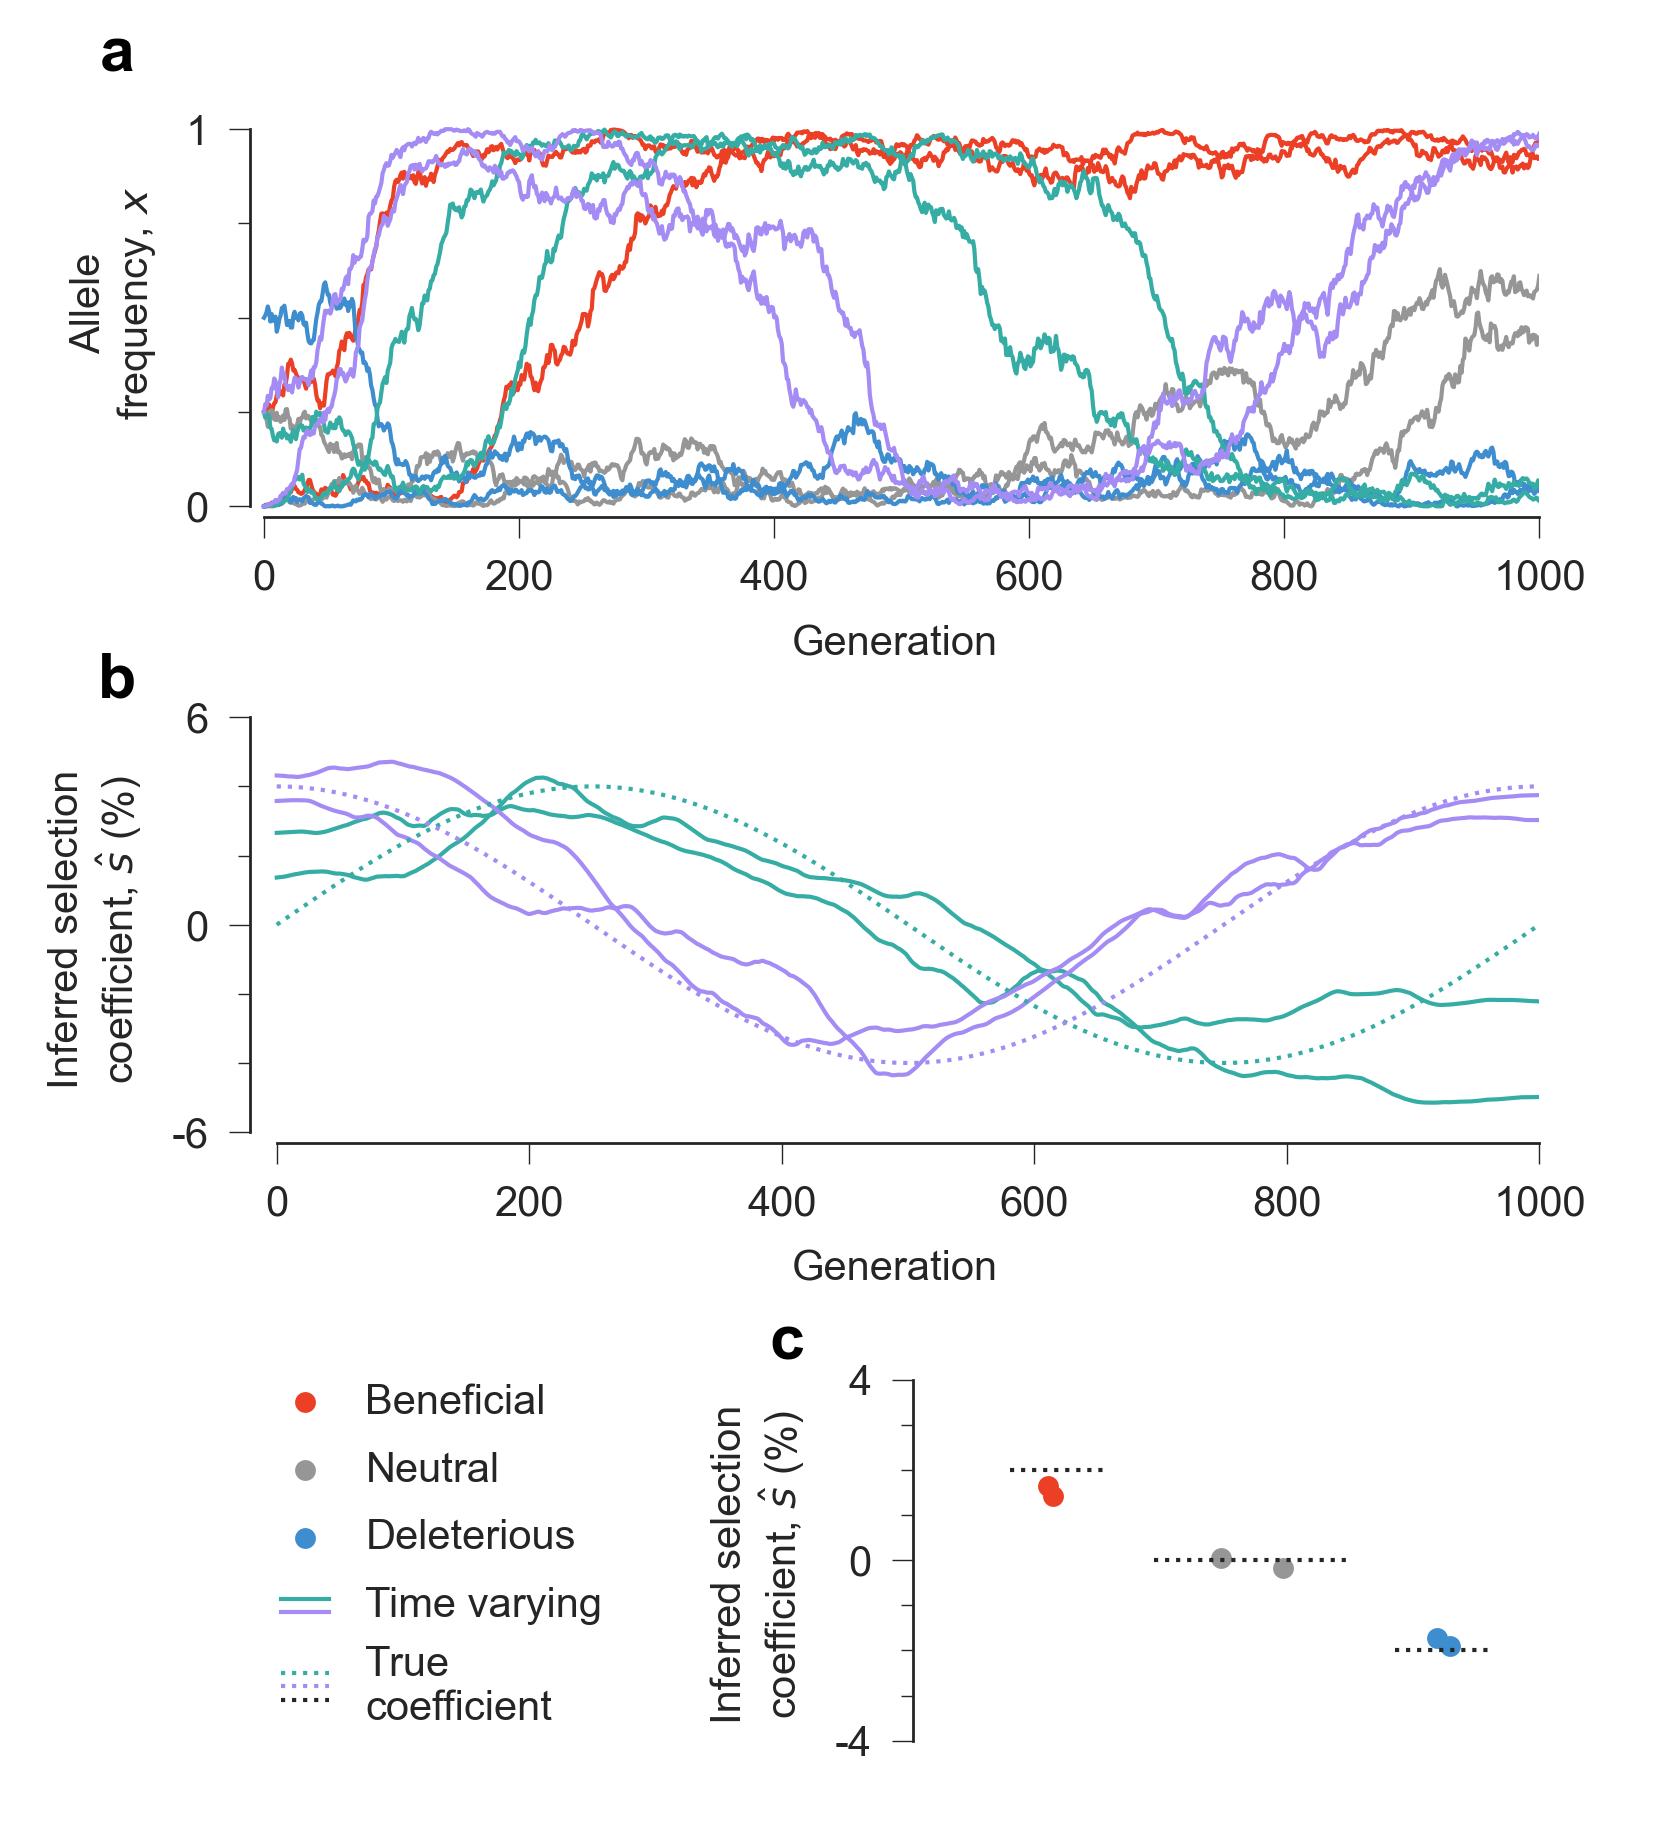 a
1
0
Allele
frequency, x
0 200 400 600 800 1000
Generation
b
6
0
-6
Inferred selection
coefficient, ŝ (%)
0 200 400 600 800 1000
Generation
Beneficial
Neutral
Deleterious
Time varying
True
coefficient
c
4
0
-4
Inferred selection
coefficient, ŝ (%)